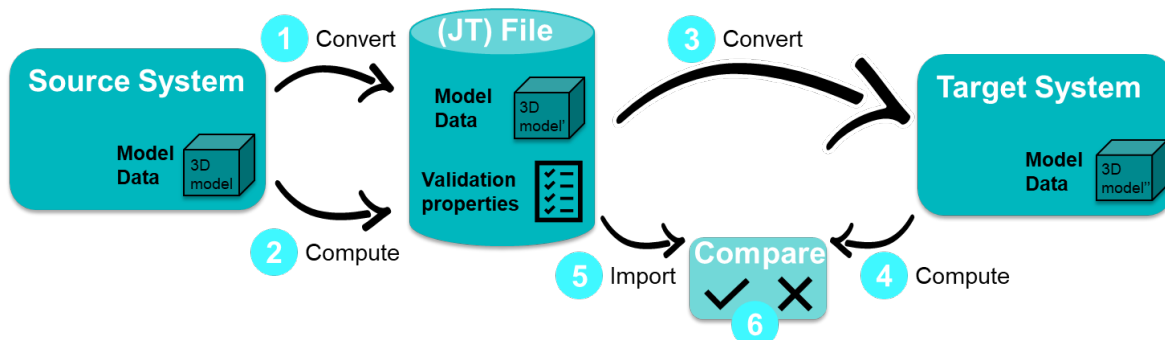 Source System
Model
Data
3D
model
1 Convert
2 Compute
(JT) File
Model
Data
3D
model'
Validation
properties
3 Convert
Target System
Model
Data
3D
model''
4 Compute
5 Import
Compare
6